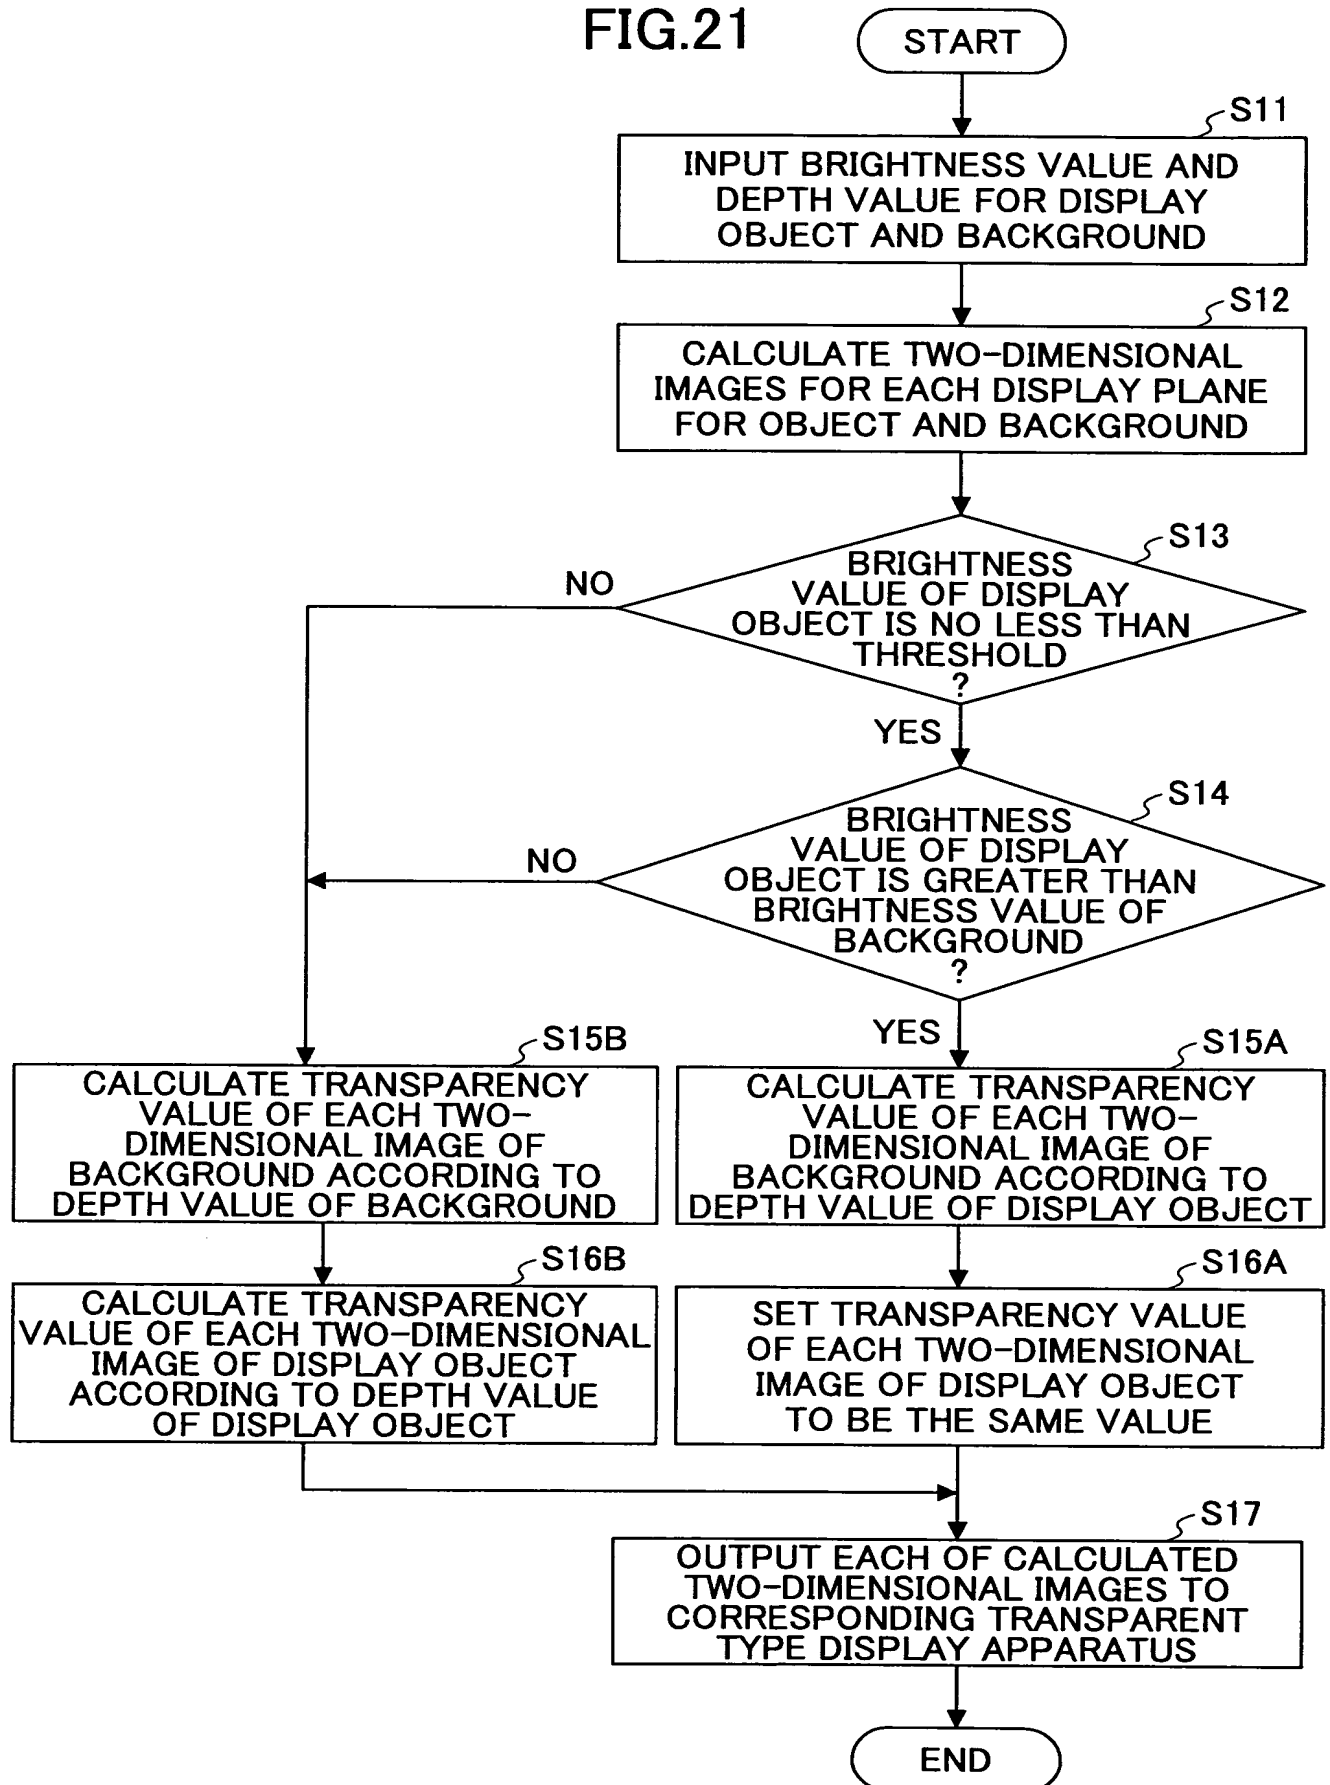 FIG.21
START
S11
INPUT BRIGHTNESS VALUE AND
DEPTH VALUE FOR DISPLAY
OBJECT AND BACKGROUND
S12
CALCULATE TWO-DIMENSIONAL
IMAGES FOR EACH DISPLAY PLANE
FOR OBJECT AND BACKGROUND
S13
BRIGHTNESS
VALUE OF DISPLAY
OBJECT IS NO LESS THAN
THRESHOLD
?
NO
YES
S14
BRIGHTNESS
VALUE OF DISPLAY
OBJECT IS GREATER THAN
BRIGHTNESS VALUE OF
BACKGROUND
?
NO
YES
S15B
CALCULATE TRANSPARENCY
VALUE OF EACH TWO-
DIMENSIONAL IMAGE OF
BACKGROUND ACCORDING TO
DEPTH VALUE OF BACKGROUND
S15A
CALCULATE TRANSPARENCY
VALUE OF EACH TWO-
DIMENSIONAL IMAGE OF
BACKGROUND ACCORDING TO
DEPTH VALUE OF DISPLAY OBJECT
S16B
CALCULATE TRANSPARENCY
VALUE OF EACH TWO-DIMENSIONAL
IMAGE OF DISPLAY OBJECT
ACCORDING TO DEPTH VALUE
OF DISPLAY OBJECT
S16A
SET TRANSPARENCY VALUE
OF EACH TWO-DIMENSIONAL
IMAGE OF DISPLAY OBJECT
TO BE THE SAME VALUE
S17
OUTPUT EACH OF CALCULATED
TWO-DIMENSIONAL IMAGES TO
CORRESPONDING TRANSPARENT
TYPE DISPLAY APPARATUS
END